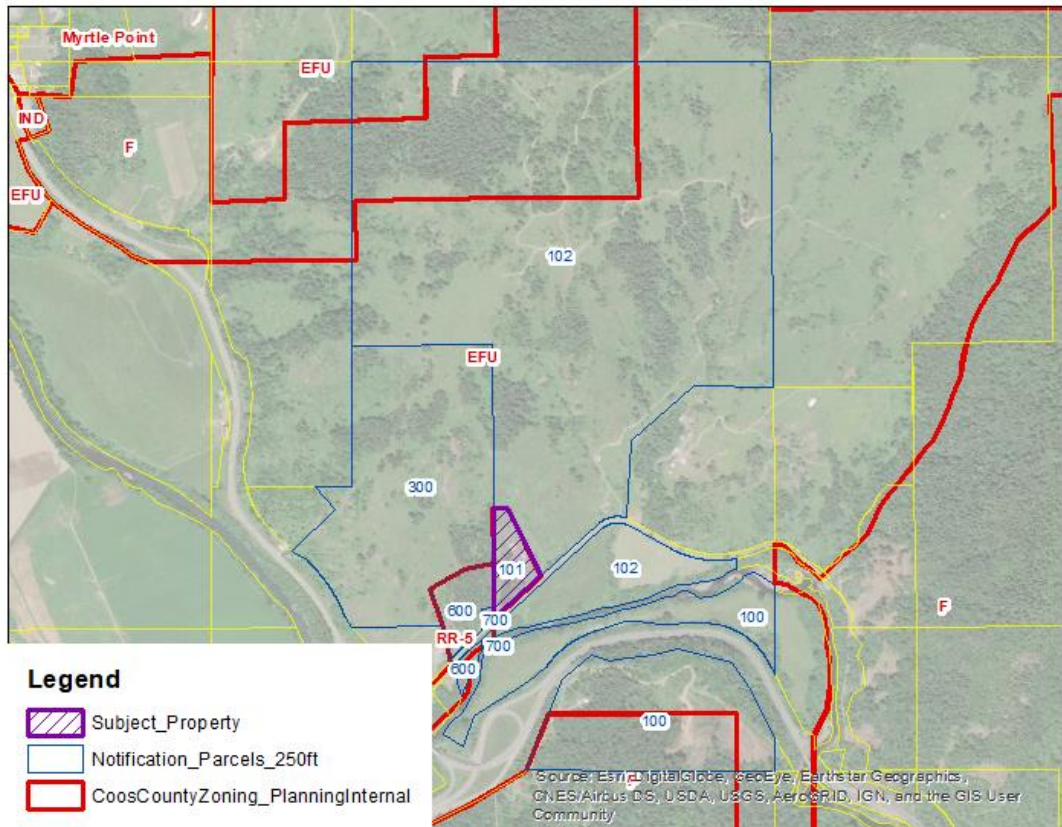 Myrtle Point
EFU
IND
F
EFU
102
EFU
300
101
102
600
700
100
F
RR-5
700
600
100
F
Legend
Subject_Property
Notification_Parcels_250ft
CoosCountyZoning_PlanningInternal
Source: Esri, DigitalGlobe, GeoEye, Earthstar Geographics,
CNES/Airbus DS, USDA, USGS, AeroGRID, IGN, and the GIS User
Community